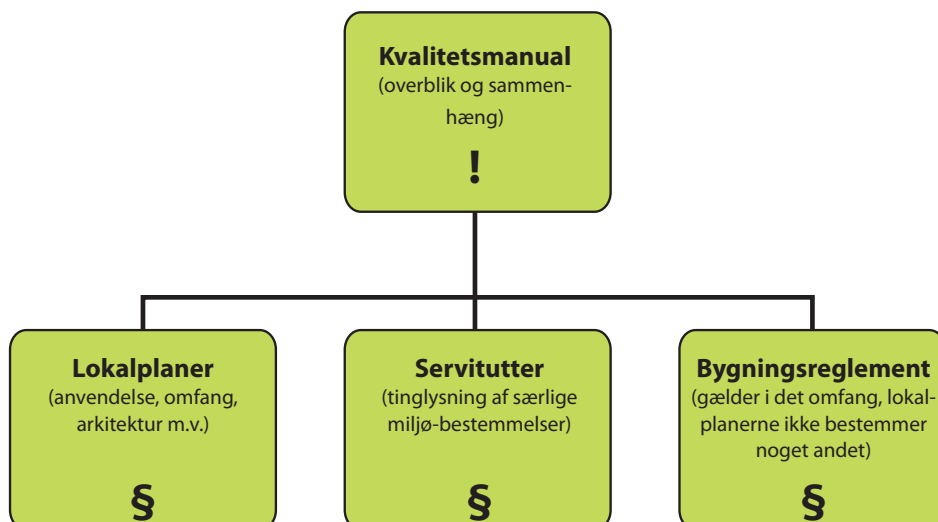 Kvalitetsmanual
(overblik og sammen-
hæng)
!
Lokalplaner
(anvendelse, omfang,
arkitektur m.v.)
§
Servitutter
(tinglysning af særlige
miljø-bestemmelser)
§
Bygningsreglement
(gælder i det omfang, lokal-
planerne ikke bestemmer
noget andet)
§